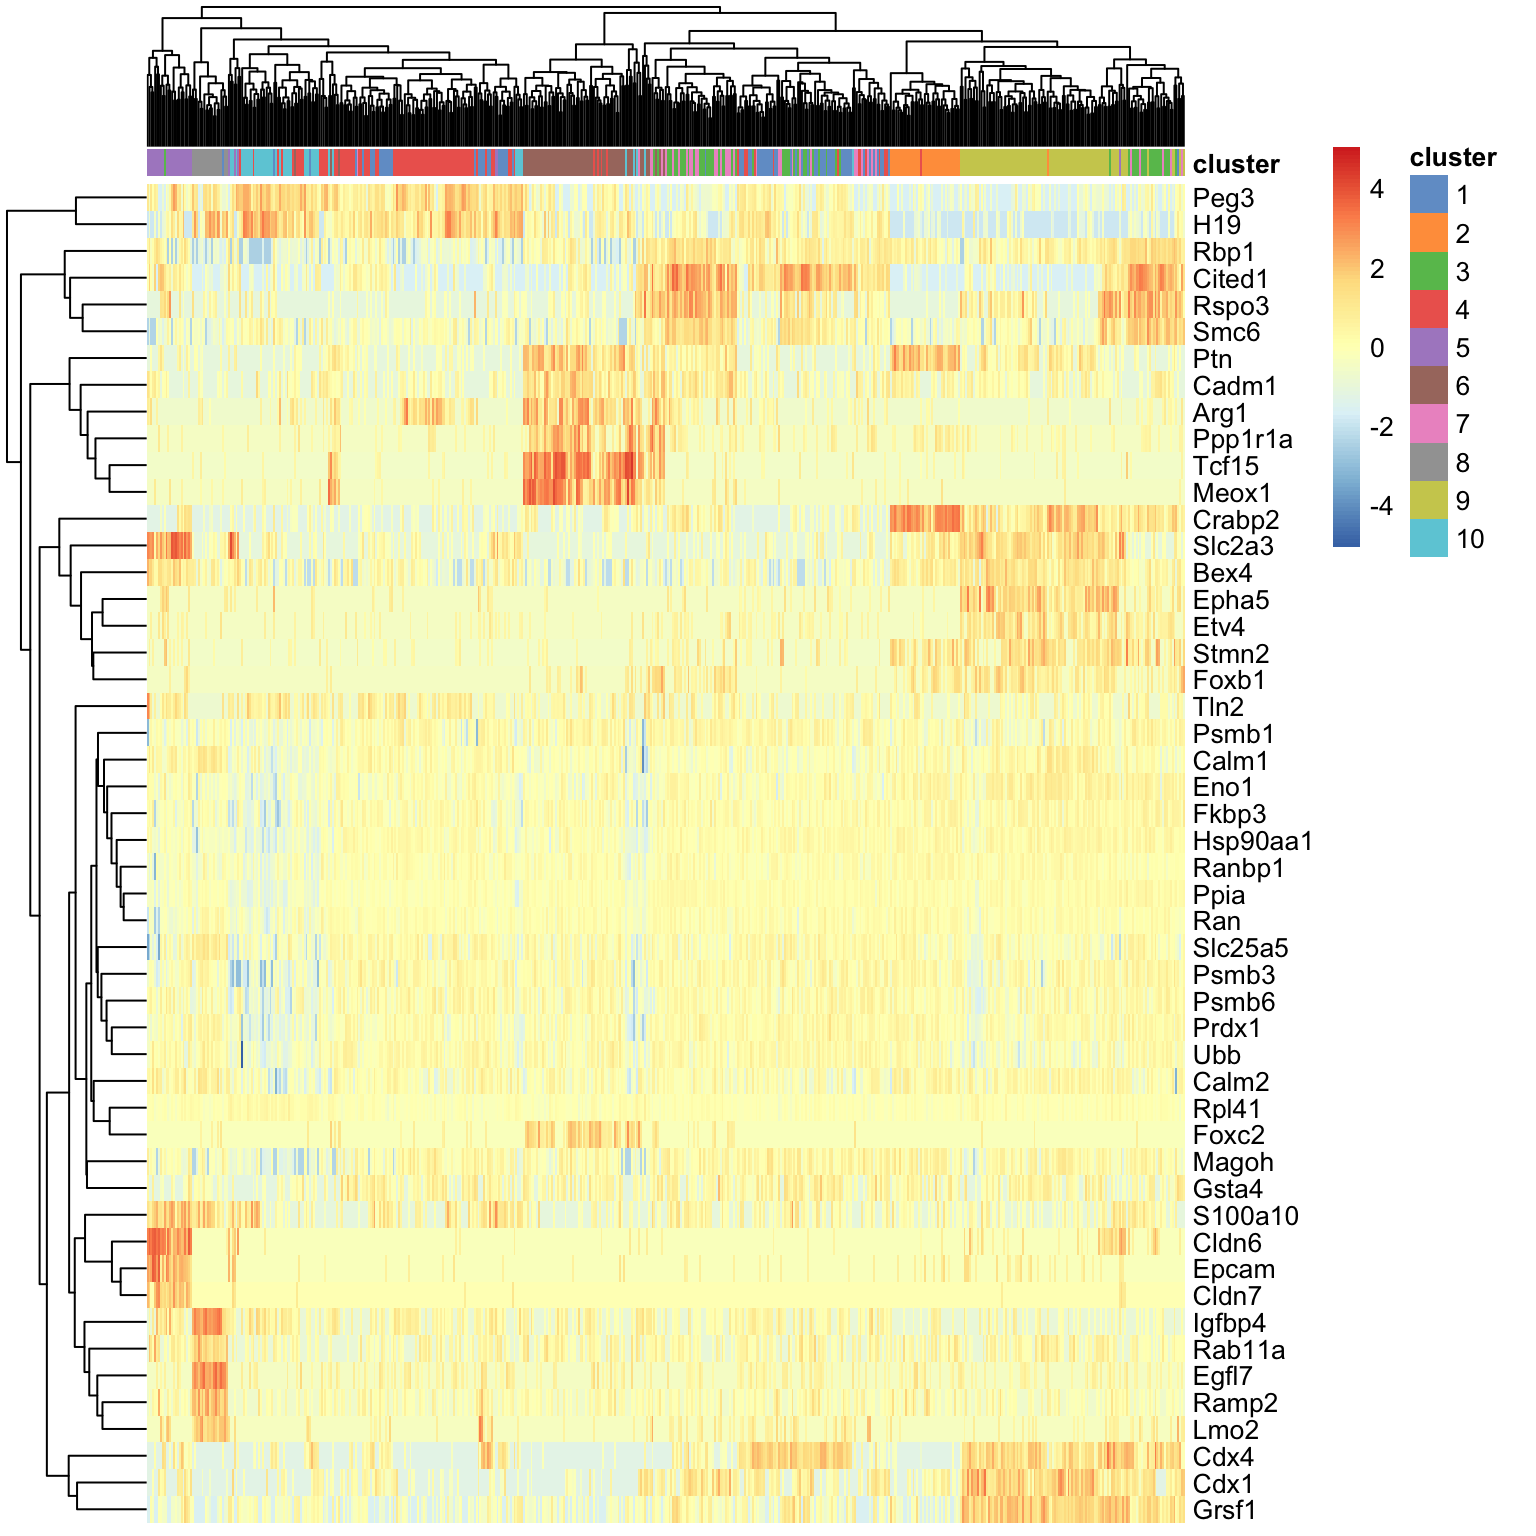 cluster
Peg3
H19
Rbp1
Cited1
Rspo3
Smc6
Ptn
Cadm1
Arg1
Ppp1r1a
Tcf15
Meox1
Crabp2
Slc2a3
Bex4
Epha5
Etv4
Stmn2
Foxb1
Tln2
Psmb1
Calm1
Eno1
Fkbp3
Hsp90aa1
Ranbp1
Ppia
Ran
Slc25a5
Psmb3
Psmb6
Prdx1
Ubb
Calm2
Rpl41
Foxc2
Magoh
Gsta4
S100a10
Cldn6
Epcam
Cldn7
Igfbp4
Rab11a
Egfl7
Ramp2
Lmo2
Cdx4
Cdx1
Grsf1
4
2
0
-2
-4
cluster
1
2
3
4
5
6
7
8
9
10